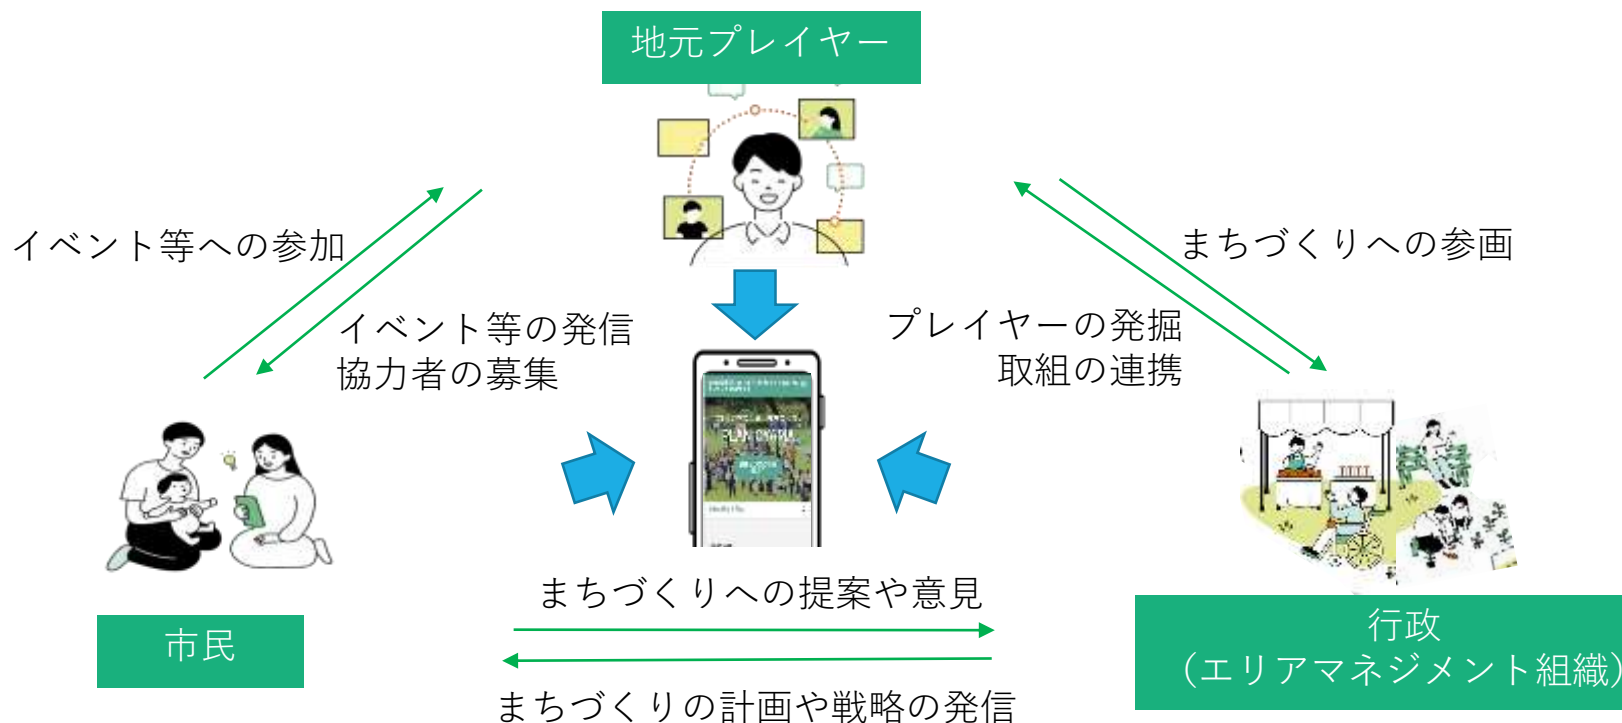 地元プレイヤー
イベント等への参加
まちづくりへの参画
イベント等の発信
協力者の募集
プレイヤーの発掘
取組の連携
まちづくりへの提案や意見
市民
行政
（エリアマネジメント組織）
まちづくりの計画や戦略の発信